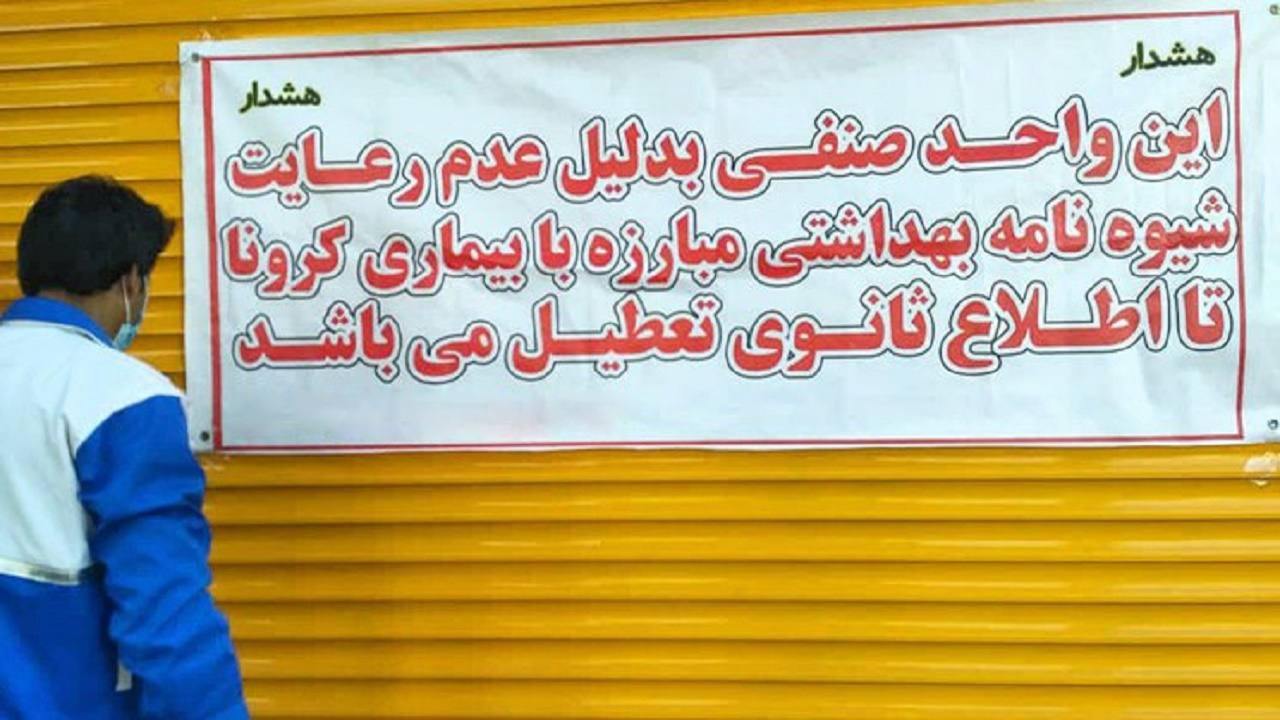 هشدار
هشدار
این واحد صنفی بدلیل عدم رعایت
شیوه نامه بهداشتی مبارزه با بیماری کرونا
تا اطلاع ثانوی تعطیل می باشد